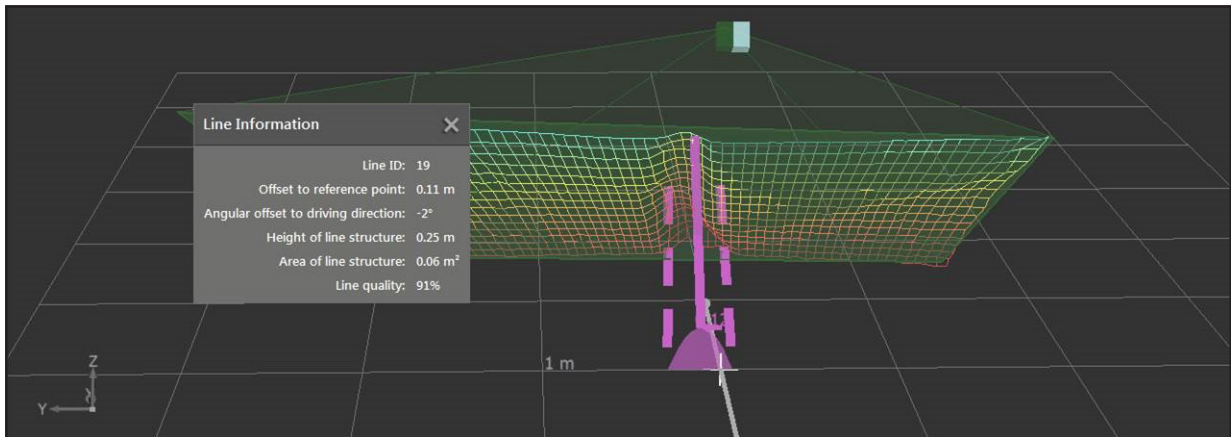 Line Information
Line ID: 19
Offset to reference point: 0.11 m
Angular offset to driving direction: -2°
Height of line structure: 0.25 m
Area of line structure: 0.06 m²
Line quality: 91%
1 m
Z
Y